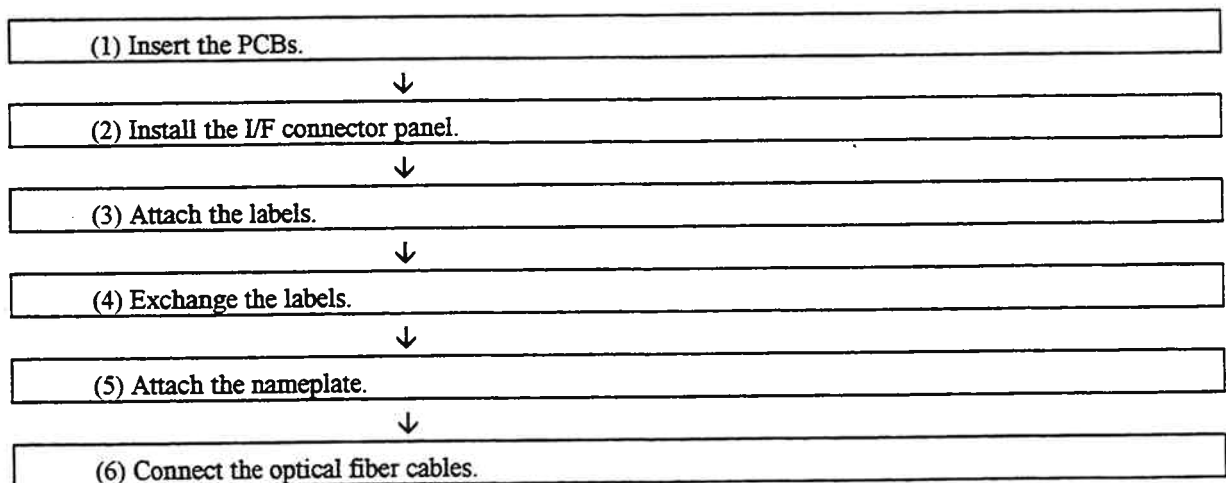 (1) Insert the PCBs.
↓
(2) Install the I/F connector panel.
↓
(3) Attach the labels.
↓
(4) Exchange the labels.
↓
(5) Attach the nameplate.
↓
(6) Connect the optical fiber cables.